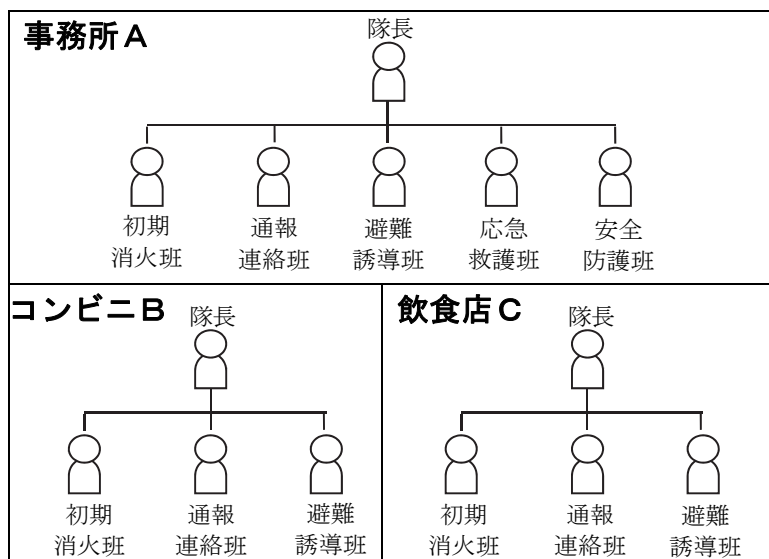 事務所Ａ
隊長
初期
消火班
通報
連絡班
避難
誘導班
応急
救護班
安全
防護班
コンビニＢ
隊長
初期
消火班
通報
連絡班
避難
誘導班
飲食店Ｃ
隊長
初期
消火班
通報
連絡班
避難
誘導班